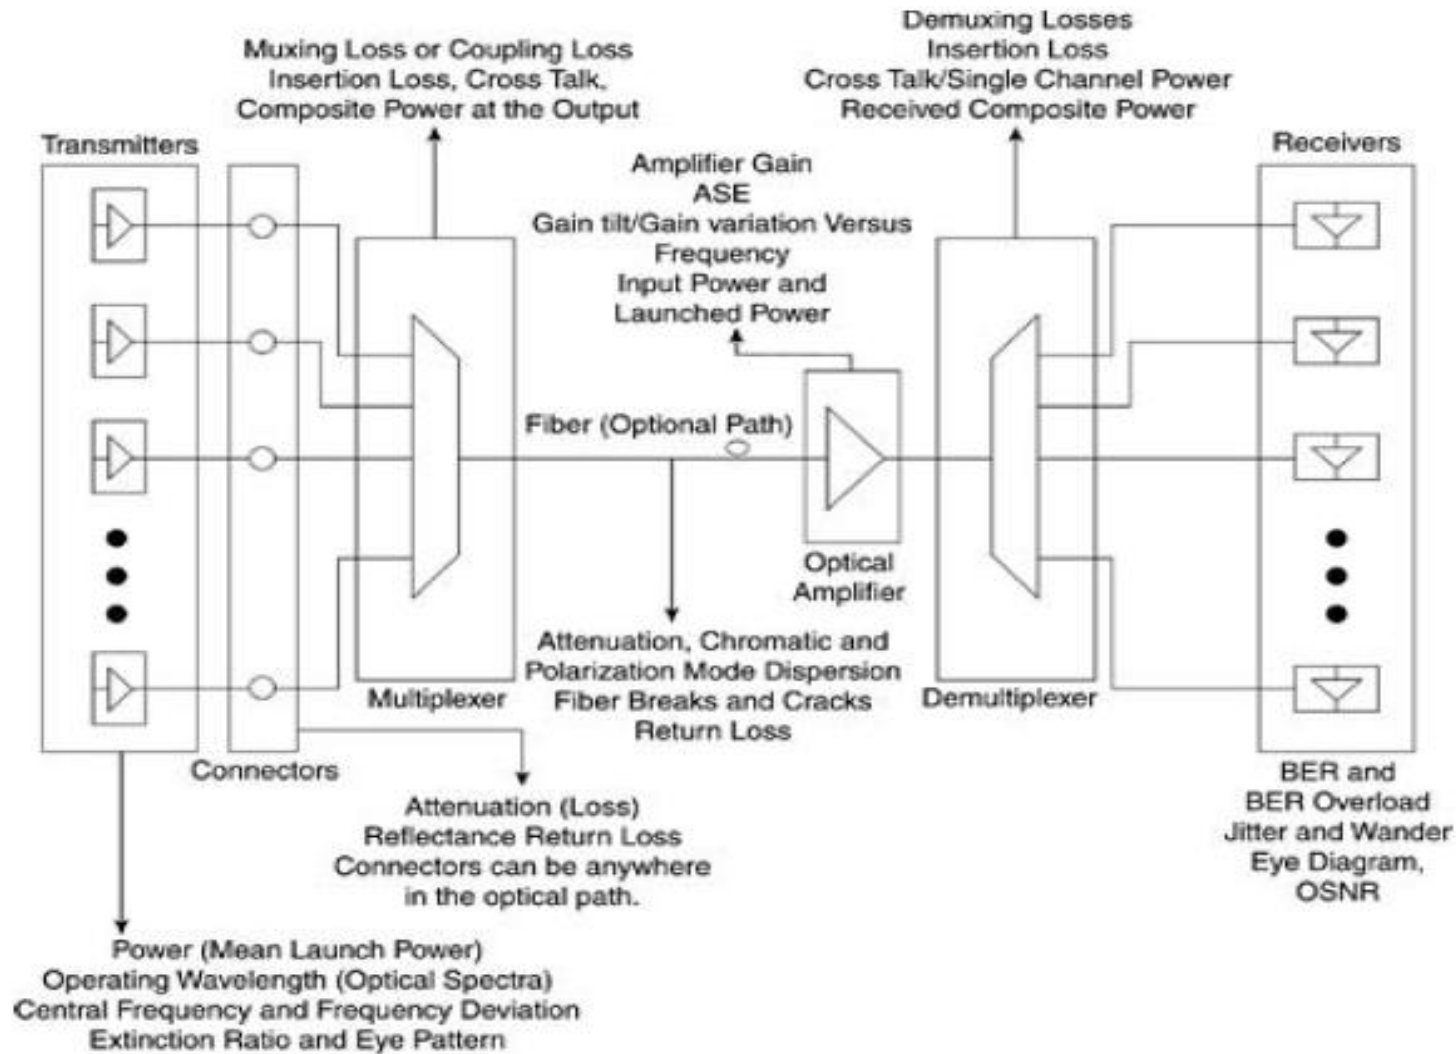 Muxing Loss or Coupling Loss
Insertion Loss, Cross Talk,
Composite Power at the Output
Demuxing Losses
Insertion Loss
Cross Talk/Single Channel Power
Received Composite Power
Transmitters
Receivers
Amplifier Gain
ASE
Gain tilt/Gain variation Versus
Frequency
Input Power and
Launched Power
Fiber (Optional Path)
Optical
Amplifier
Attenuation, Chromatic and
Polarization Mode Dispersion
Fiber Breaks and Cracks
Return Loss
Multiplexer
Demultiplexer
Connectors
Attenuation (Loss)
Reflectance Return Loss
Connectors can be anywhere
in the optical path.
BER and
BER Overload
Jitter and Wander
Eye Diagram,
OSNR
Power (Mean Launch Power)
Operating Wavelength (Optical Spectra)
Central Frequency and Frequency Deviation
Extinction Ratio and Eye Pattern